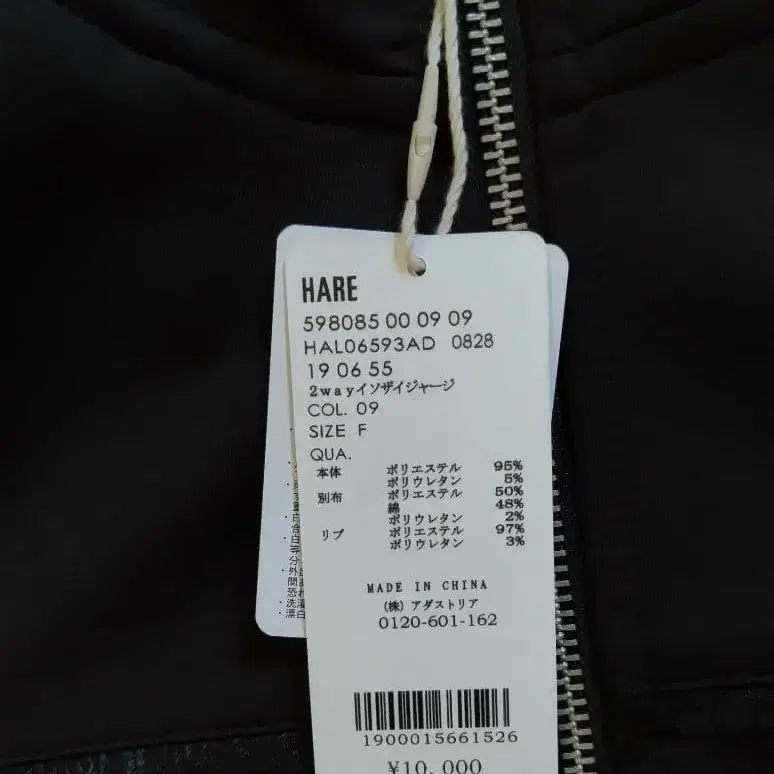 HARE
598085 00 09 09
HAL06593AD 0828
19 06 55
2wayイソザイジャージ
COL. 09
SIZE F
QUA.
本体 ポリエステル 95%
ポリウレタン 5%
別布 ポリエステル 50%
綿 48%
ポリウレタン 2%
リブ ポリエステル 97%
ポリウレタン 3%
MADE IN CHINA
(株)アダストリア
0120-601-162
1900015661526
¥10,000